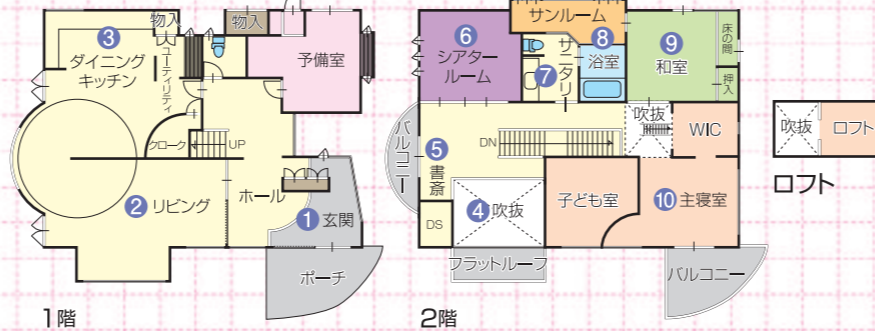 物入
物入
③
ダイニング
キッチン
ユーティリティ
予備室
クローク
UP
② リビング
ホール
① 玄関
ポーチ
1階
サンルーム
⑥
シアター
ルーム
サニタリー
⑦
⑧
浴室
⑨
和室
床の間
押入
バルコニー
⑤
書斎
DN
吹抜
WIC
④ 吹抜
子ども室
⑩ 主寝室
DS
フラットルーフ
バルコニー
2階
吹抜
ロフト
ロフト